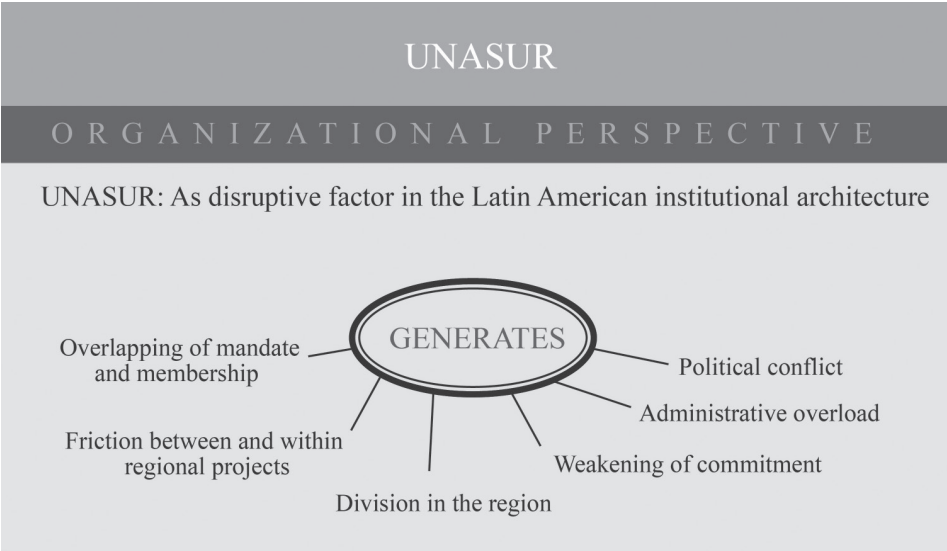 UNASUR
ORGANIZATIONAL PERSPECTIVE
UNASUR: As disruptive factor in the Latin American institutional architecture
GENERATES
Overlapping of mandate
and membership
Friction between and within
regional projects
Division in the region
Weakening of commitment
Administrative overload
Political conflict